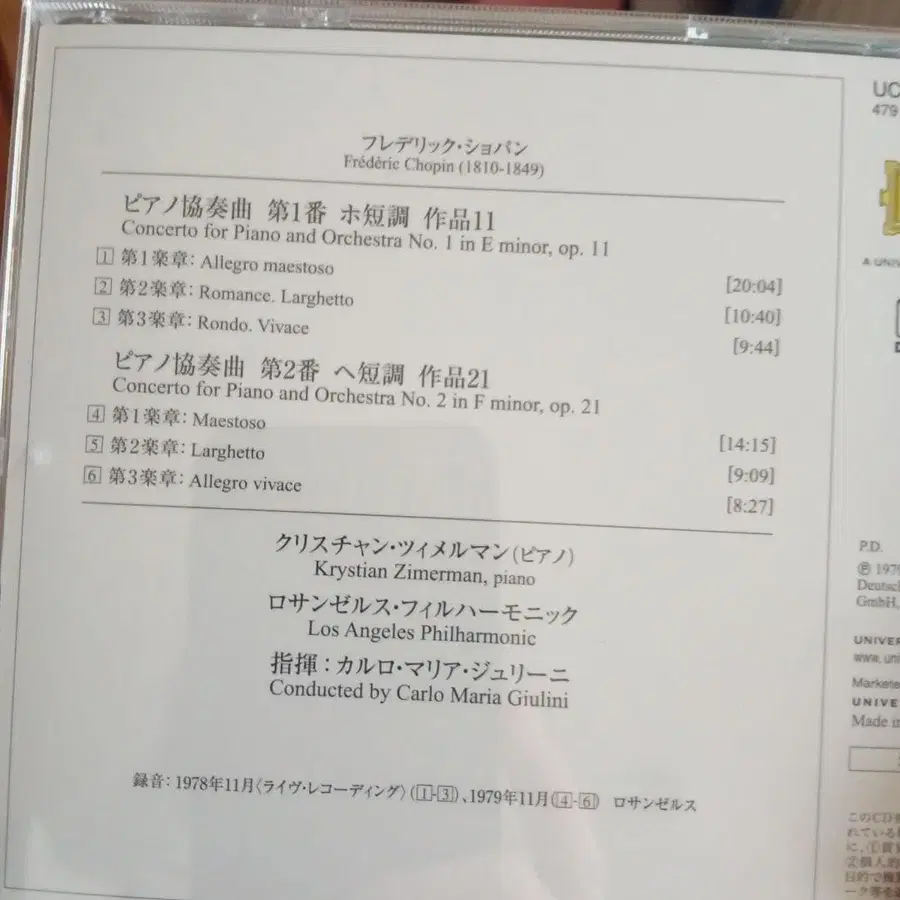 フレデリック・ショパン
Frédéric Chopin (1810-1849)
ピアノ協奏曲 第1番 ホ短調 作品11
Concerto for Piano and Orchestra No. 1 in E minor, op. 11
1 第1楽章: Allegro maestoso [20:04]
2 第2楽章: Romance. Larghetto [10:40]
3 第3楽章: Rondo. Vivace [9:44]
ピアノ協奏曲 第2番 ヘ短調 作品21
Concerto for Piano and Orchestra No. 2 in F minor, op. 21
4 第1楽章: Maestoso [14:15]
5 第2楽章: Larghetto [9:09]
6 第3楽章: Allegro vivace [8:27]
クリスチャン・ツィメルマン(ピアノ)
Krystian Zimerman, piano
ロサンゼルス・フィルハーモニック
Los Angeles Philharmonic
指揮:カルロ・マリア・ジュリーニ
Conducted by Carlo Maria Giulini
録音:1978年11月〈ライヴ・レコーディング〉(1-3)、1979年11月(4-6) ロサンゼルス
UC
479
P.D.
℗ 1979
GmbH,
Made in
このCD